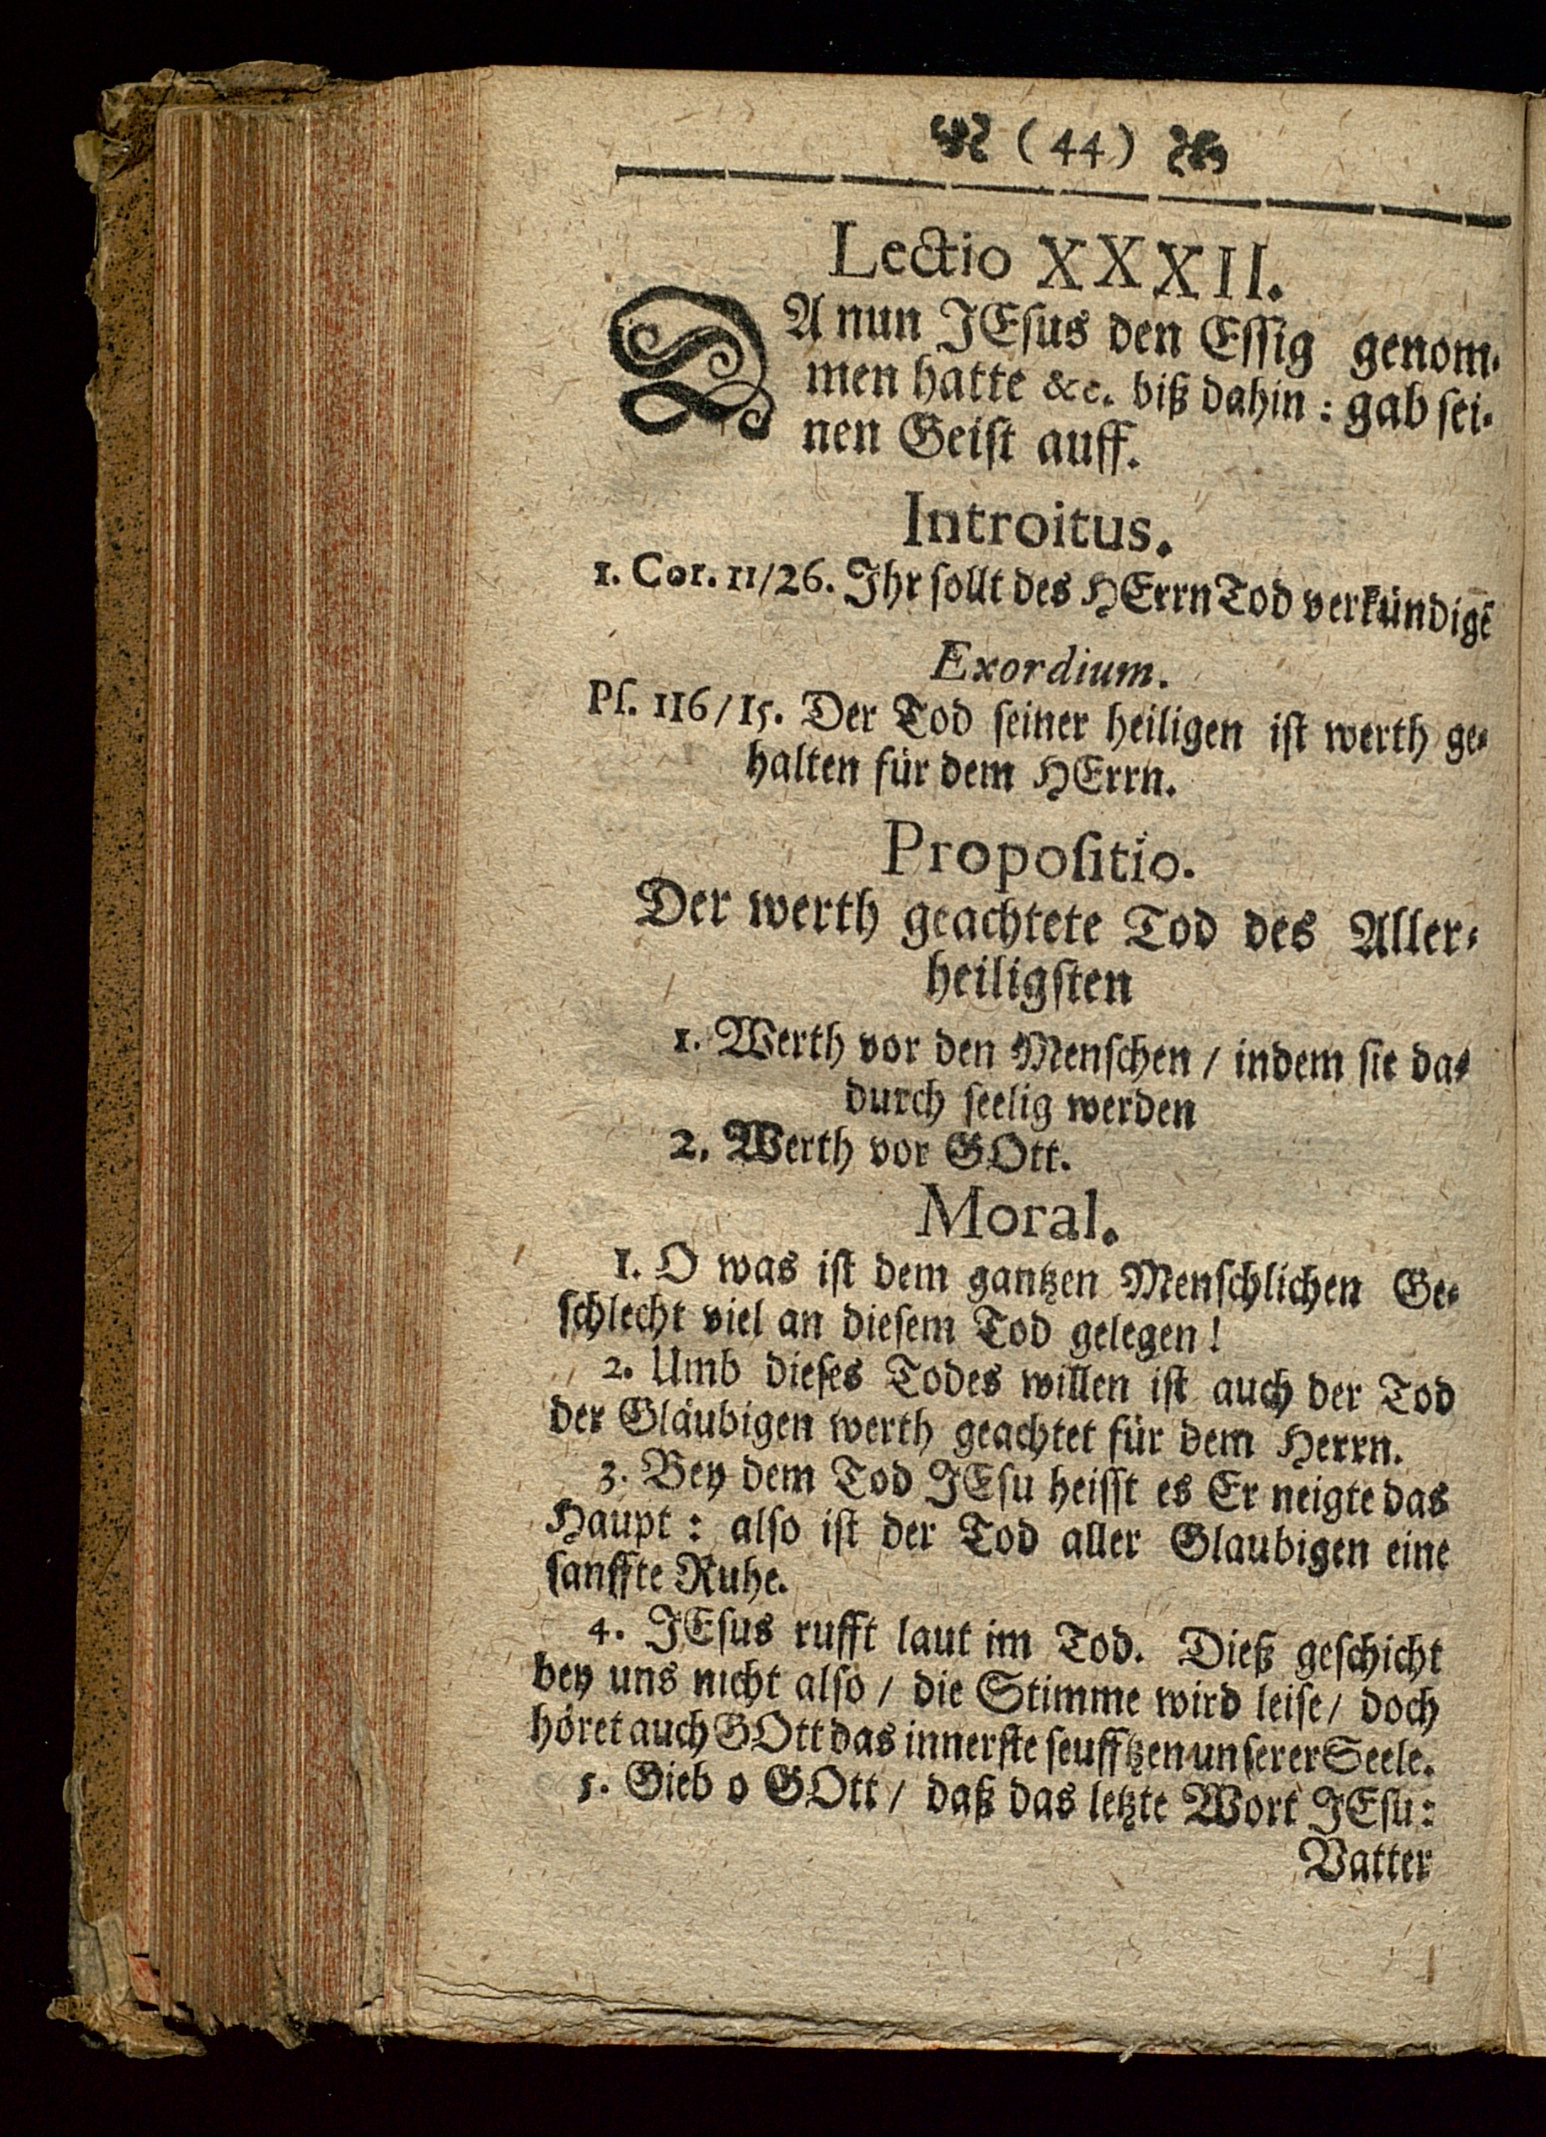 (44)
Lectio XXXII.
DA nun JEſus den Eſſig genom⸗
men hatte &c. biß dahin: gab ſei⸗
nen Geiſt auff.
Introitus.
1. Cor. 11/26. Ihr ſollt des HErrn Tod verkündigē
Exordium.
Pſ. 116/15. Der Tod ſeiner heiligen iſt werth ge⸗
halten für dem HErrn.
Propoſitio.
Der werth geachtete Tod des Aller⸗
heiligſten
1. Werth vor den Menſchen / indem ſie da⸗
durch ſeelig werden
2. Werth vor GOtt.
Moral.
1. O was iſt dem gantzen Menſchlichen Ge⸗
ſchlecht viel an dieſem Tod gelegen!
2. Umb dieſes Todes willen iſt auch der Tod
der Gläubigen werth geachtet für dem Herrn.
3. Bey dem Tod JEſu heiſſt es Er neigte das
Haupt: alſo iſt der Tod aller Glaubigen eine
ſanffte Ruhe.
4. JEſus rufft laut im Tod. Dieß geſchicht
bey uns nicht alſo / die Stimme wird leiſe / doch
höret auch GOtt das innerſte ſeufftzen unſerer Seele.
5. Gieb o GOtt / daß das letzte Wort JEſu:
Vatter